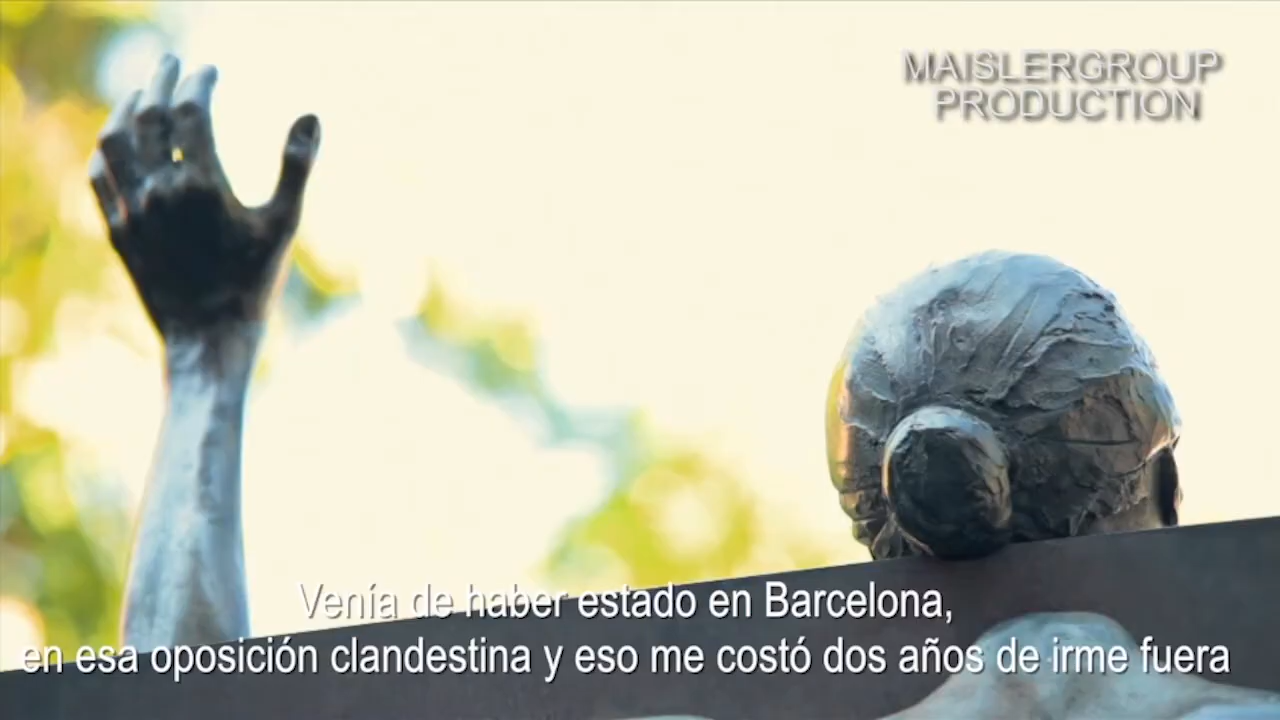 MAISLERGROUP
PRODUCTION
Venía de haber estado en Barcelona,
en esa oposición clandestina y eso me costó dos años de irme fuera